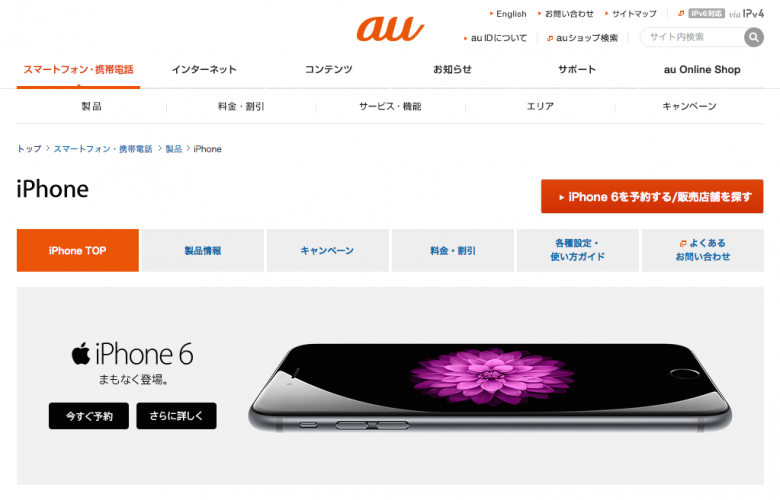 English
お問い合わせ
サイトマップ
IPv6対応 via IPv4
au
au IDについて
auショップ検索
サイト内検索
スマートフォン・携帯電話
インターネット
コンテンツ
お知らせ
サポート
au Online Shop
製品
料金・割引
サービス・機能
エリア
キャンペーン
トップ > スマートフォン・携帯電話 > 製品 > iPhone
iPhone
iPhone 6を予約する/販売店舗を探す
iPhone TOP
製品情報
キャンペーン
料金・割引
各種設定・
使い方ガイド
よくある
お問い合わせ
iPhone 6
まもなく登場。
今すぐ予約
さらに詳しく